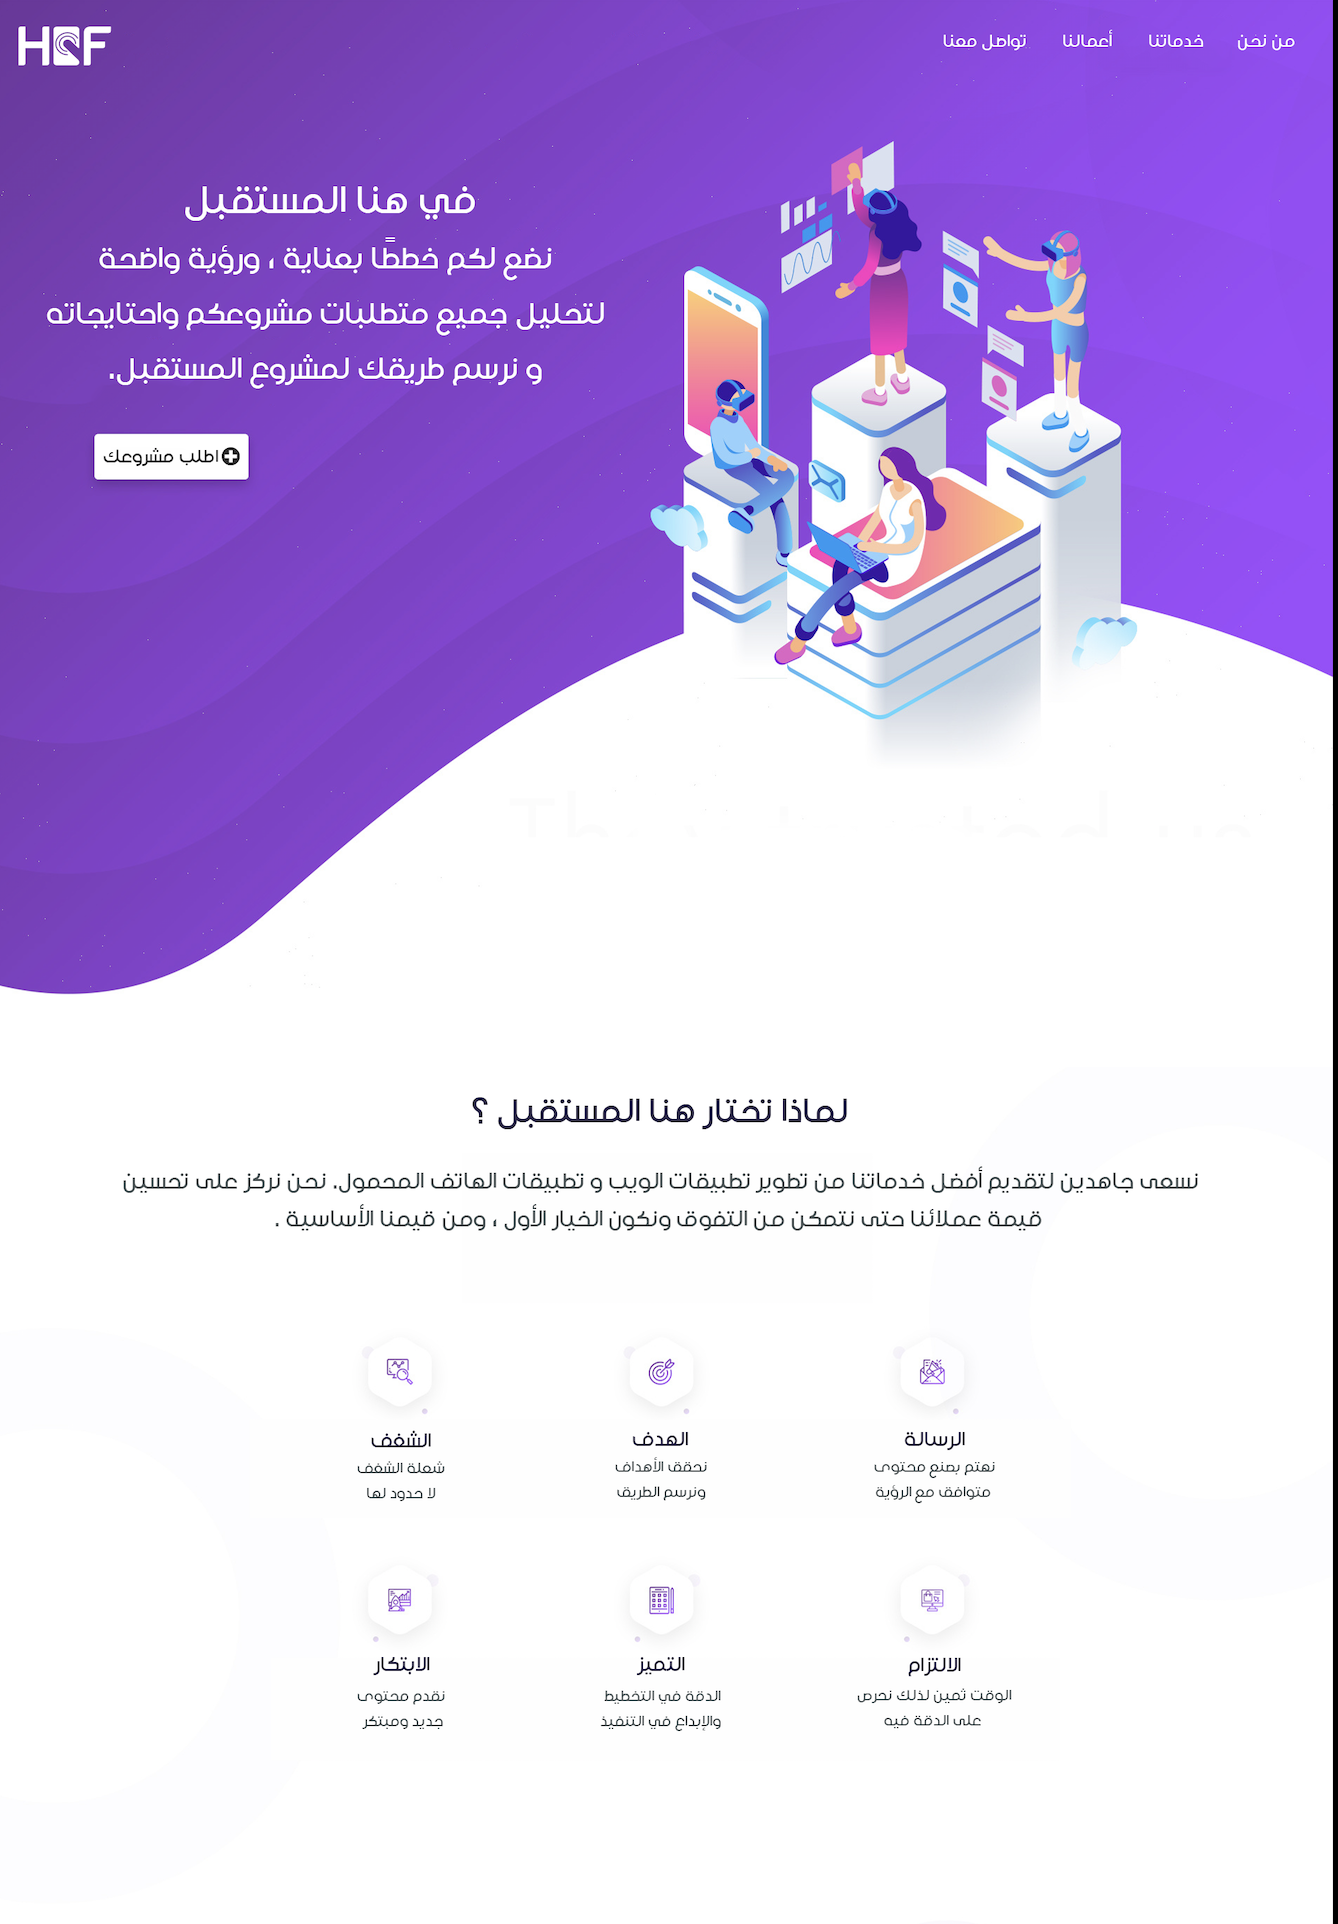 من نحن
خدماتنا
أعمالنا
تواصل معنا
في هنا المستقبل
نضع لكم خططًا بعناية ، ورؤية واضحة
لتحليل جميع متطلبات مشروعكم واحتايجاته
و نرسم طريقك لمشروع المستقبل.
اطلب مشروعك
لماذا تختار هنا المستقبل ؟
نسعى جاهدين لتقديم أفضل خدماتنا من تطوير تطبيقات الويب و تطبيقات الهاتف المحمول. نحن نركز على تحسين
قيمة عملائنا حتى نتمكن من التفوق ونكون الخيار الأول ، ومن قيمنا الأساسية .
الرسالة
نهتم بصنع محتوى
متوافق مع الرؤية
الهدف
نحقق الأهداف
ونرسم الطريق
الشغف
شعلة الشغف
لا حدود لها
الالتزام
الوقت ثمين لذلك نحرص
على الدقة فيه
التميز
الدقة في التخطيط
والإبداع في التنفيذ
الابتكار
نقدم محتوى
جديد ومبتكر